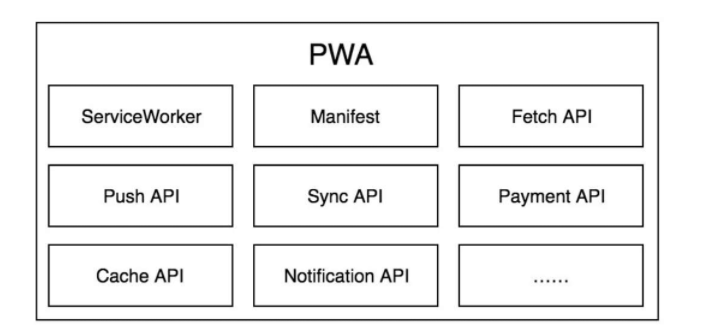 PWA
ServiceWorker
Manifest
Fetch API
Push API
Sync API
Payment API
Cache API
Notification API
......